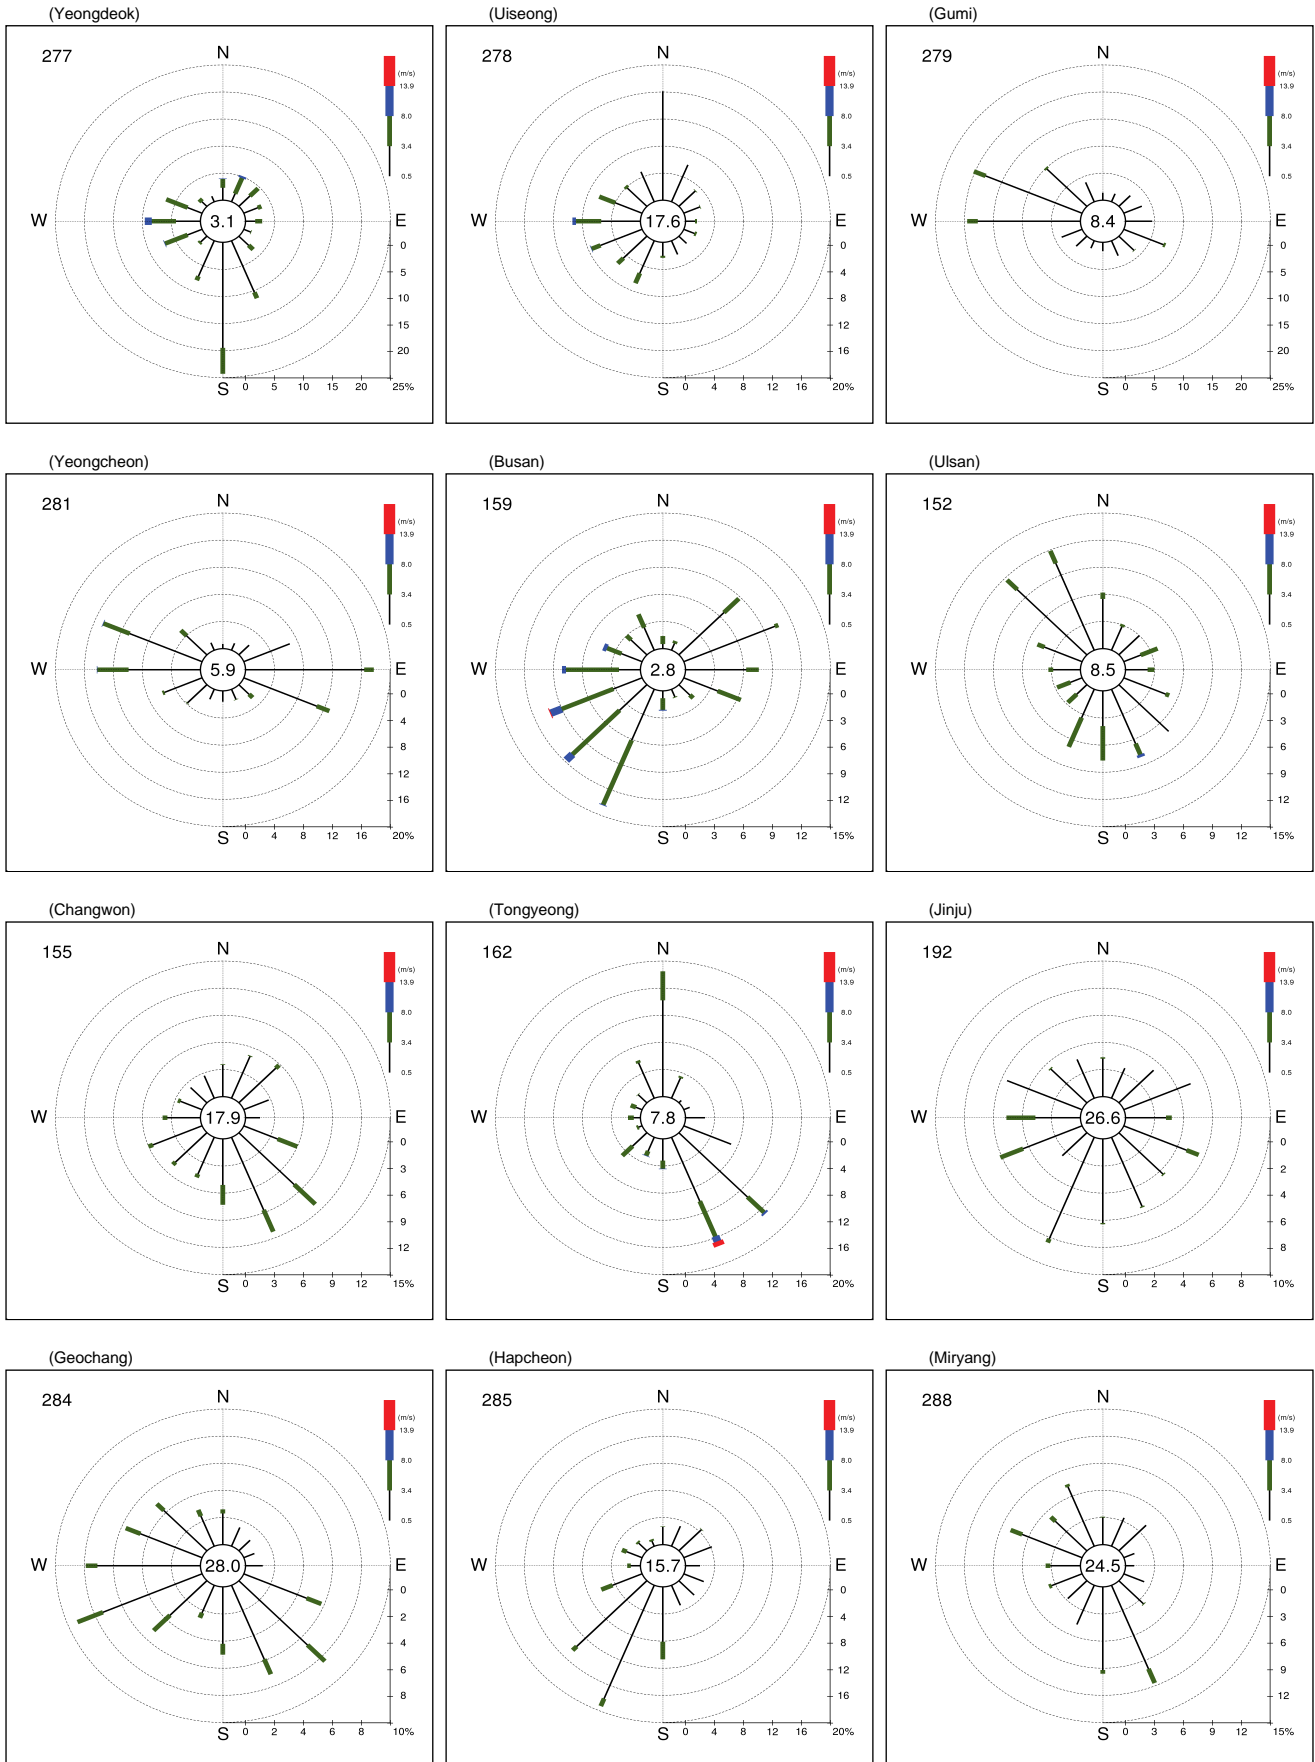 (Yeongdeok) (Uiseong) (Gumi)
277 N (m/s) 13.9 8.0 3.4 0.5 W 3.1 E 0 5 10 15 20 S 0 5 10 15 20 25%
278 N (m/s) 13.9 8.0 3.4 0.5 W 17.6 E 0 4 8 12 16 S 0 4 8 12 16 20%
279 N (m/s) 13.9 8.0 3.4 0.5 W 8.4 E 0 5 10 15 20 S 0 5 10 15 20 25%
(Yeongcheon) (Busan) (Ulsan)
281 N (m/s) 13.9 8.0 3.4 0.5 W 5.9 E 0 4 8 12 16 S 0 4 8 12 16 20%
159 N (m/s) 13.9 8.0 3.4 0.5 W 2.8 E 0 3 6 9 12 S 0 3 6 9 12 15%
152 N (m/s) 13.9 8.0 3.4 0.5 W 8.5 E 0 3 6 9 12 S 0 3 6 9 12 15%
(Changwon) (Tongyeong) (Jinju)
155 N (m/s) 13.9 8.0 3.4 0.5 W 17.9 E 0 3 6 9 12 S 0 3 6 9 12 15%
162 N (m/s) 13.9 8.0 3.4 0.5 W 7.8 E 0 4 8 12 16 S 0 4 8 12 16 20%
192 N (m/s) 13.9 8.0 3.4 0.5 W 26.6 E 0 2 4 6 8 S 0 2 4 6 8 10%
(Geochang) (Hapcheon) (Miryang)
284 N (m/s) 13.9 8.0 3.4 0.5 W 28.0 E 0 2 4 6 8 S 0 2 4 6 8 10%
285 N (m/s) 13.9 8.0 3.4 0.5 W 15.7 E 0 4 8 12 16 S 0 4 8 12 16 20%
288 N (m/s) 13.9 8.0 3.4 0.5 W 24.5 E 0 3 6 9 12 S 0 3 6 9 12 15%